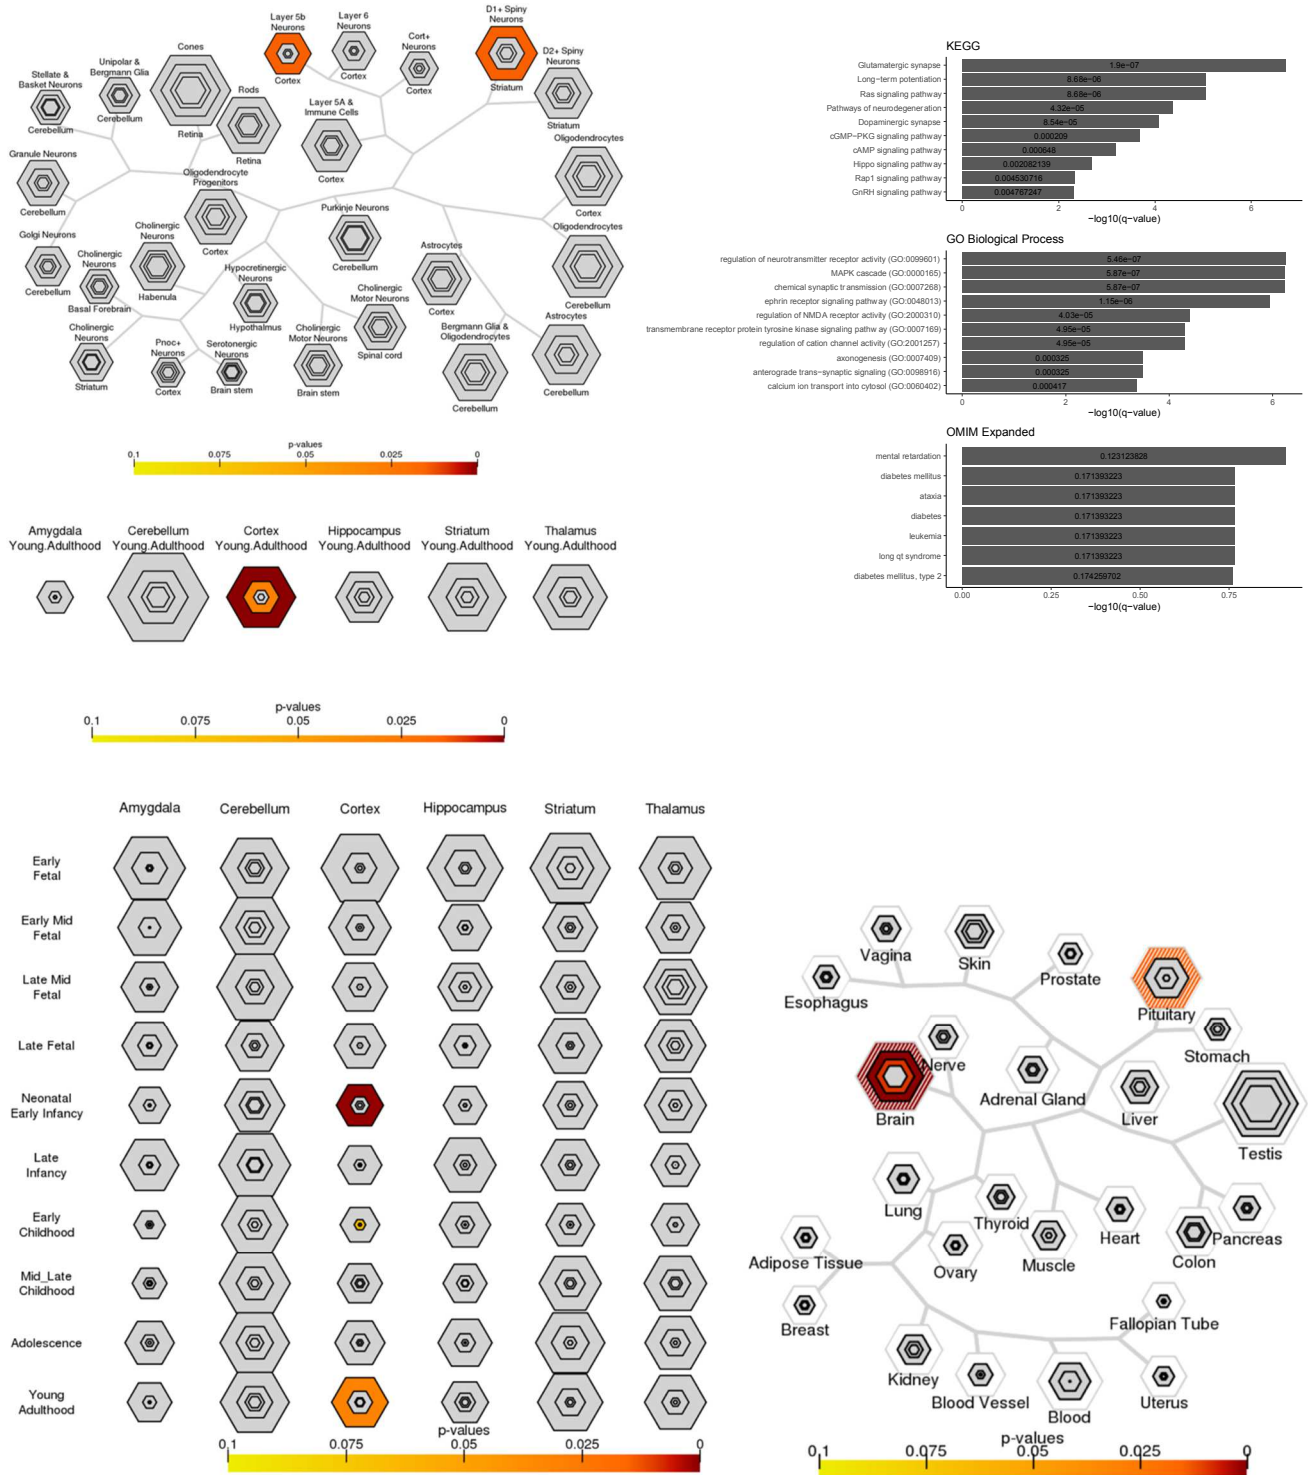 Layer 5b
Neurons
Cortex
Layer 6
Neurons
Cortex
Cort+
Neurons
Cortex
D1+ Spiny
Neurons
Striatum
D2+ Spiny
Neurons
Striatum
Cones
Retina
Unipolar &
Bergmann Glia
Cerebellum
Stellate &
Basket Neurons
Cerebellum
Rods
Retina
Layer 5A &
Immune Cells
Cortex
Oligodendrocytes
Cortex
Granule Neurons
Cerebellum
Oligodendrocyte
Progenitors
Cortex
Purkinje Neurons
Cerebellum
Oligodendrocytes
Cerebellum
Golgi Neurons
Cerebellum
Cholinergic
Neurons
Basal Forebrain
Cholinergic
Neurons
Habenula
Hypocretinergic
Neurons
Hypothalmus
Astrocytes
Cortex
Cholinergic
Motor Neurons
Spinal cord
Cholinergic
Neurons
Striatum
Pnoc+
Neurons
Cortex
Serotonergic
Neurons
Brain stem
Cholinergic
Motor Neurons
Brain stem
Bergmann Glia &
Oligodendrocytes
Cerebellum
Astrocytes
Cerebellum
p-values
0.1 0.075 0.05 0.025 0
KEGG
Glutamatergic synapse 1.9e−07
Long−term potentiation 8.68e−06
Ras signaling pathway 8.68e−06
Pathways of neurodegeneration 4.32e−05
Dopaminergic synapse 8.54e−05
cGMP−PKG signaling pathway 0.000209
cAMP signaling pathway 0.000648
Hippo signaling pathway 0.002082139
Rap1 signaling pathway 0.004530716
GnRH signaling pathway 0.004767247
0 2 4 6
−log10(q−value)
GO Biological Process
regulation of neurotransmitter receptor activity (GO:0099601) 5.46e−07
MAPK cascade (GO:0000165) 5.87e−07
chemical synaptic transmission (GO:0007268) 5.87e−07
ephrin receptor signaling pathway (GO:0048013) 1.15e−06
regulation of NMDA receptor activity (GO:2000310) 4.03e−05
transmembrane receptor protein tyrosine kinase signaling pathw ay (GO:0007169) 4.95e−05
regulation of cation channel activity (GO:2001257) 4.95e−05
axonogenesis (GO:0007409) 0.000325
anterograde trans−synaptic signaling (GO:0098916) 0.000325
calcium ion transport into cytosol (GO:0060402) 0.000417
0 2 4 6
−log10(q−value)
OMIM Expanded
mental retardation 0.123123828
diabetes mellitus 0.171393223
ataxia 0.171393223
diabetes 0.171393223
leukemia 0.171393223
long qt syndrome 0.171393223
diabetes mellitus, type 2 0.174259702
0.00 0.25 0.50 0.75
−log10(q−value)
Amygdala Cerebellum Cortex Hippocampus Striatum Thalamus
Young.Adulthood Young.Adulthood Young.Adulthood Young.Adulthood Young.Adulthood Young.Adulthood
p-values
0.1 0.075 0.05 0.025 0
Amygdala Cerebellum Cortex Hippocampus Striatum Thalamus
Early
Fetal
Early Mid
Fetal
Late Mid
Fetal
Late Fetal
Neonatal
Early Infancy
Late
Infancy
Early
Childhood
Mid_Late
Childhood
Adolescence
Young
Adulthood
p-values
0.1 0.075 0.05 0.025 0
Vagina
Skin
Prostate
Esophagus
Pituitary
Stomach
Nerve
Brain
Adrenal Gland
Liver
Testis
Lung
Thyroid
Muscle
Heart
Colon
Pancreas
Adipose Tissue
Ovary
Breast
Fallopian Tube
Kidney
Blood Vessel
Blood
Uterus
p-values
0.1 0.075 0.05 0.025 0